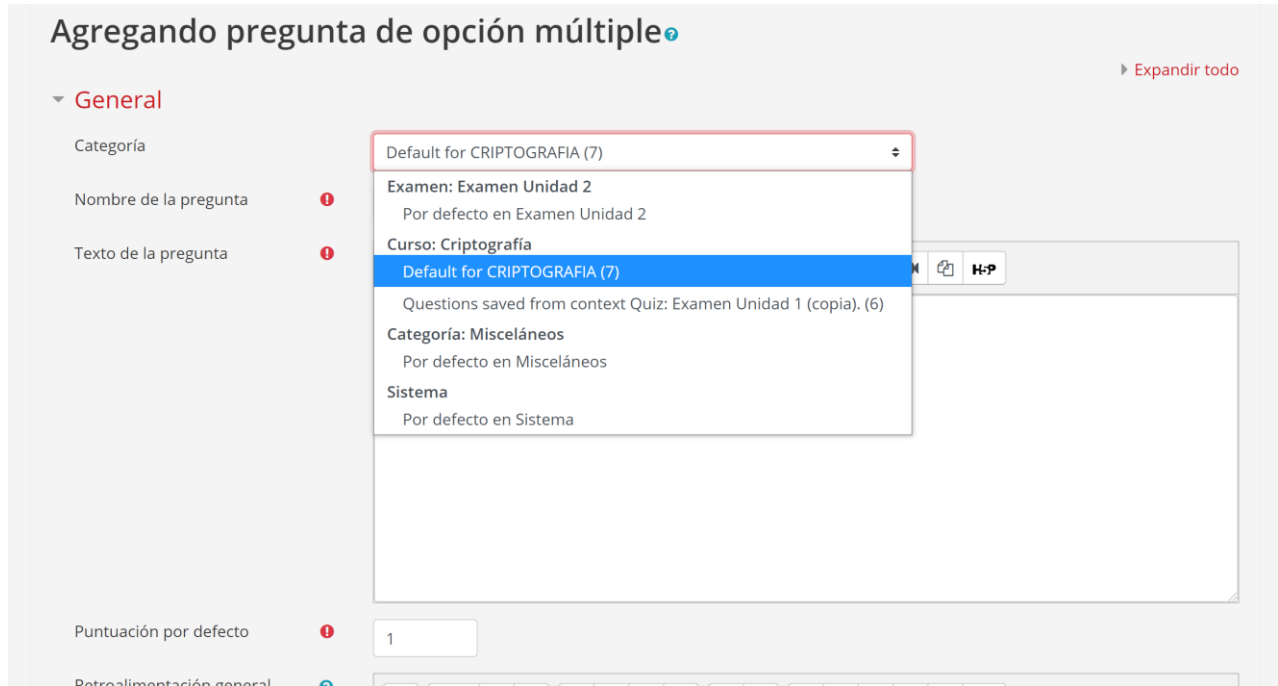 Agregando pregunta de opción múltiple
Expandir todo
General
Categoría
Default for CRIPTOGRAFIA (7)
Examen: Examen Unidad 2
Por defecto en Examen Unidad 2
Curso: Criptografía
Default for CRIPTOGRAFIA (7)
Questions saved from context Quiz: Examen Unidad 1 (copia). (6)
Categoría: Misceláneos
Por defecto en Misceláneos
Sistema
Por defecto en Sistema
Nombre de la pregunta
Texto de la pregunta
H-P
Puntuación por defecto
1
Retroalimentación general